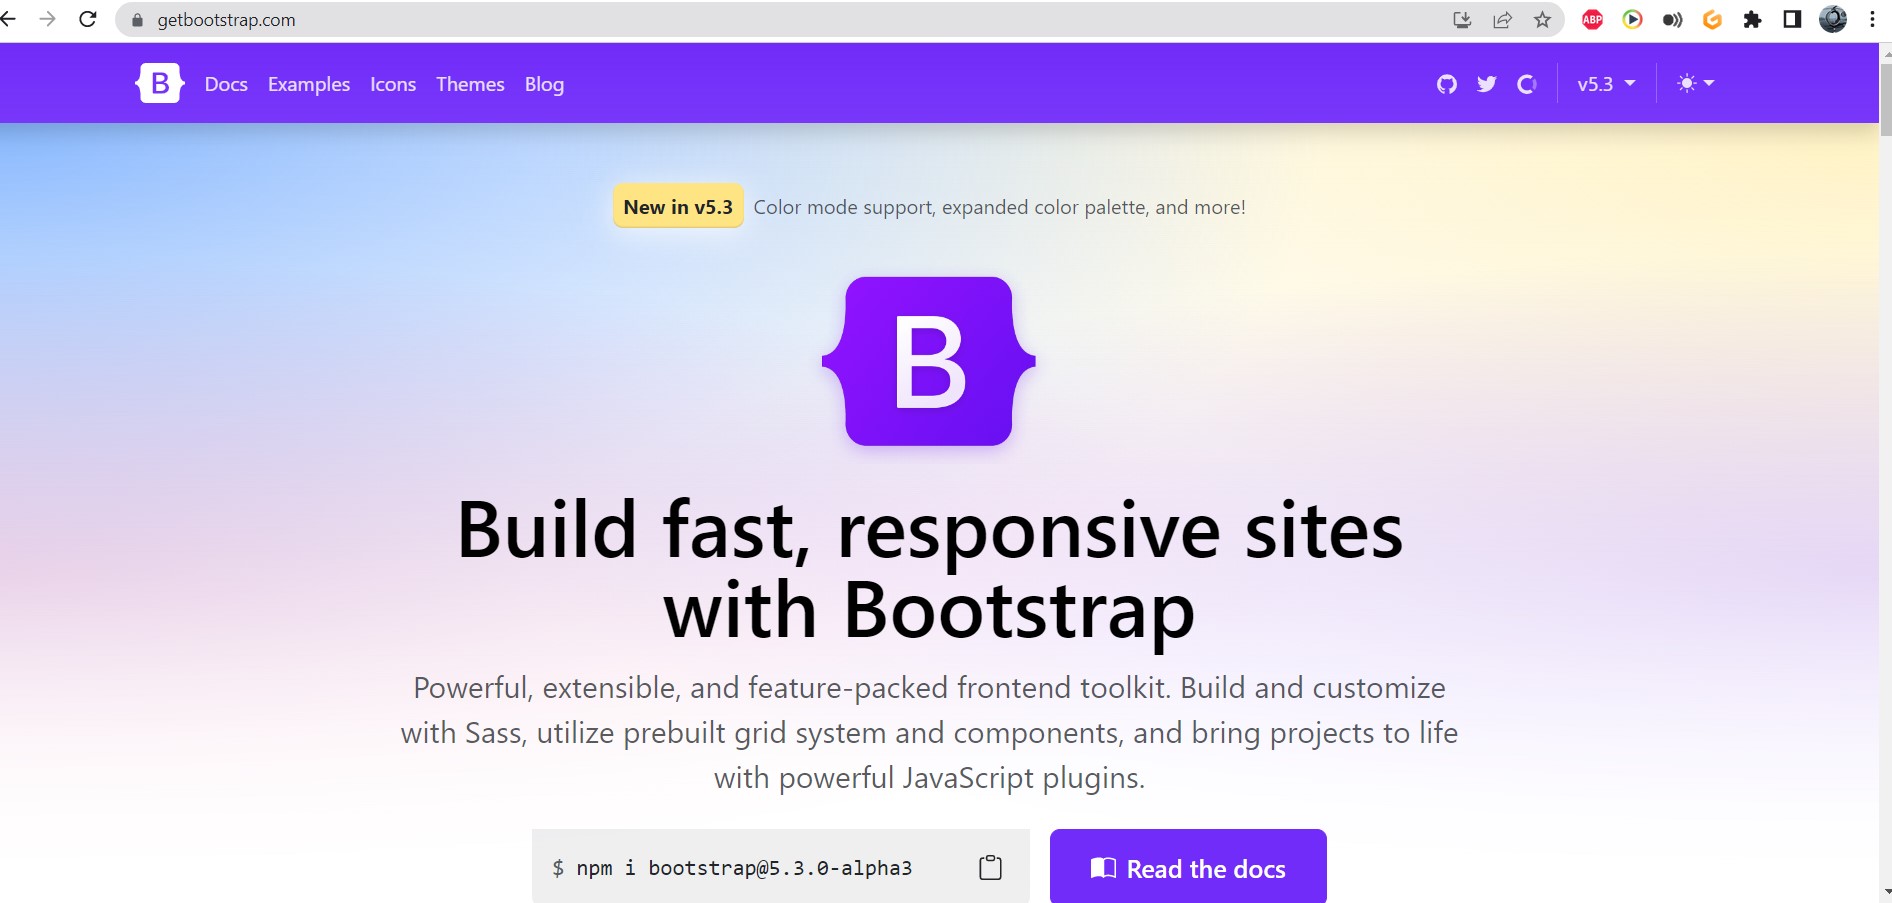 getbootstrap.com
ABP
B Docs Examples Icons Themes Blog v5.3
New in v5.3 Color mode support, expanded color palette, and more!
B
Build fast, responsive sites
with Bootstrap
Powerful, extensible, and feature-packed frontend toolkit. Build and customize
with Sass, utilize prebuilt grid system and components, and bring projects to life
with powerful JavaScript plugins.
$ npm i bootstrap@5.3.0-alpha3
Read the docs